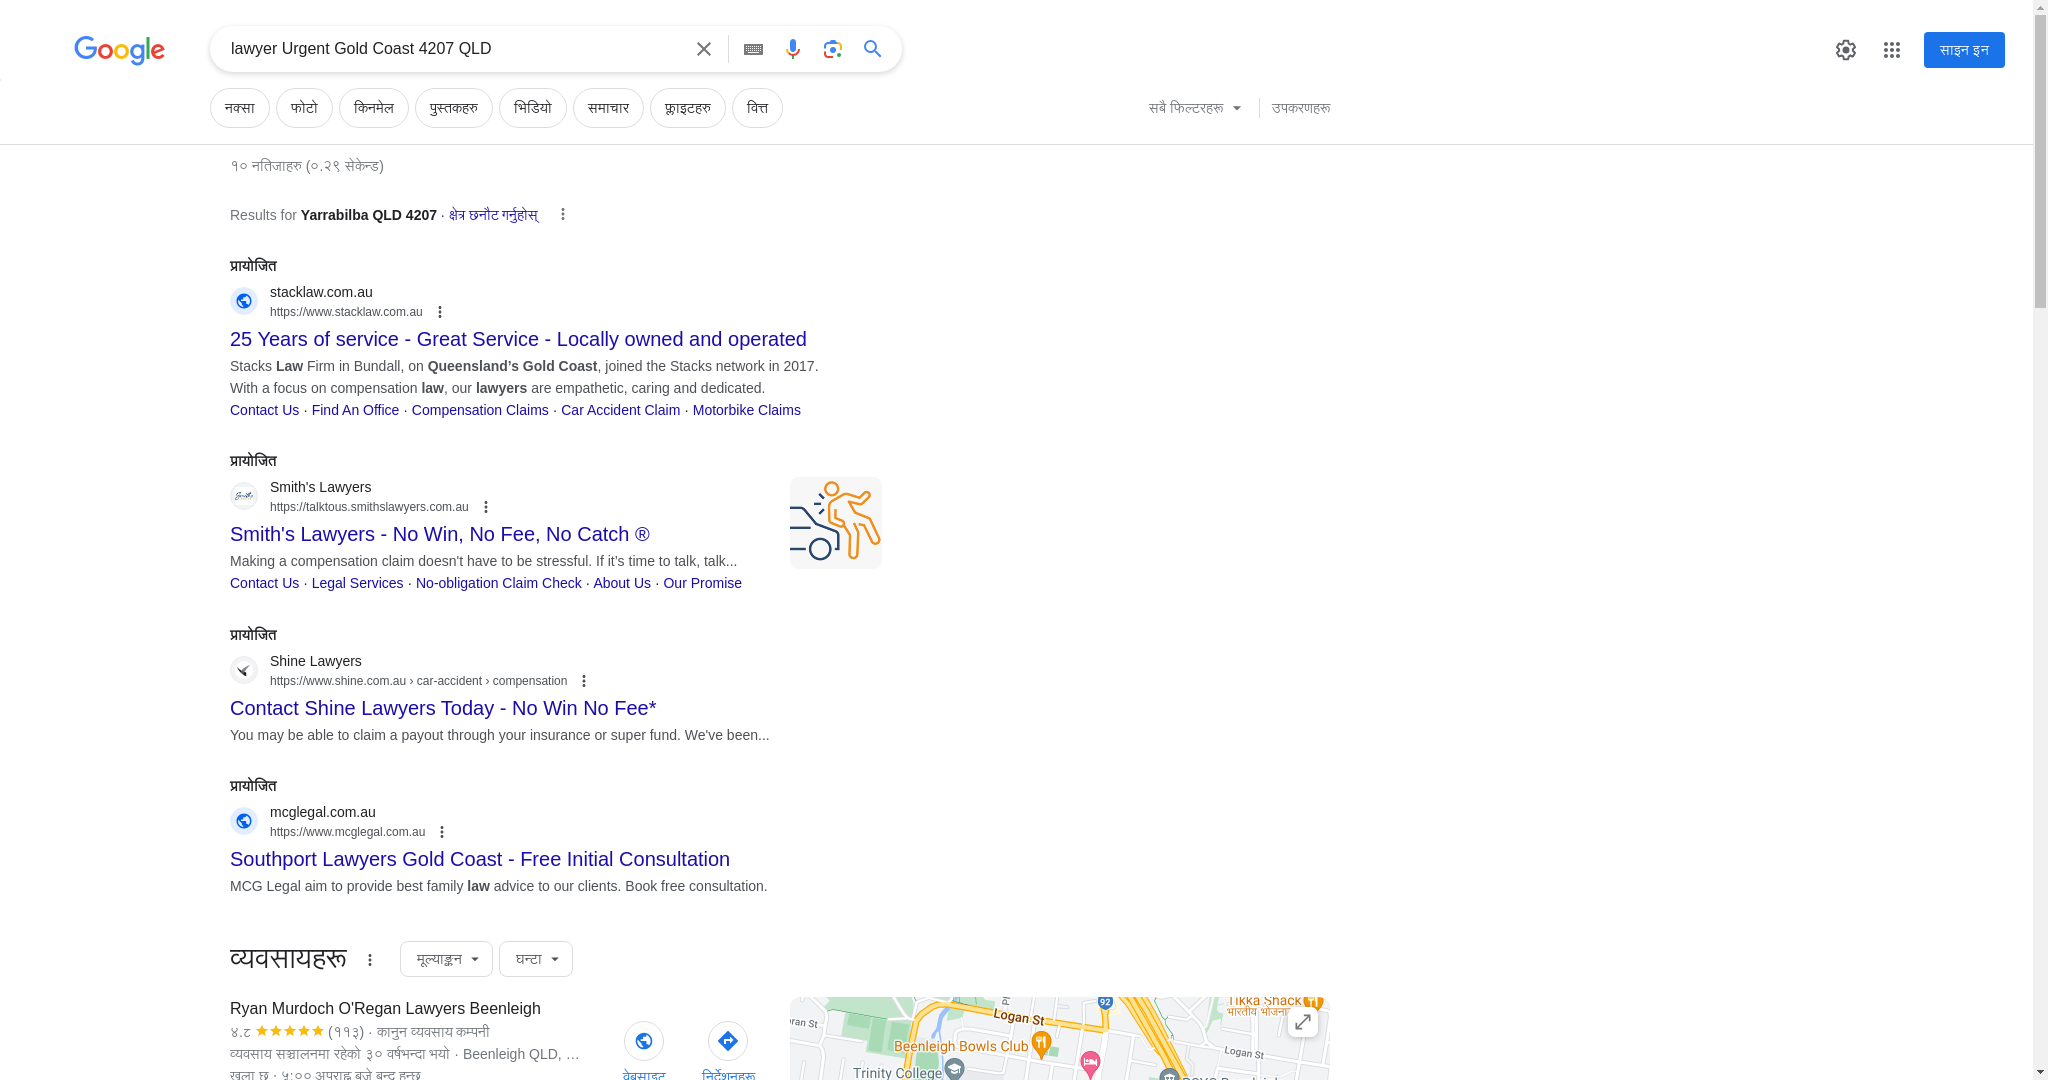 Google
lawyer Urgent Gold Coast 4207 QLD
साइन इन
नक्सा
फोटो
किनमेल
पुस्तकहरु
भिडियो
समाचार
फ्लाइटहरु
वित्त
सबै फिल्टरहरू
उपकरणहरू
१० नतिजाहरु (०.२९ सेकेन्ड)
Results for Yarrabilba QLD 4207 · क्षेत्र छनौट गर्नुहोस्
प्रायोजित
stacklaw.com.au
https://www.stacklaw.com.au
25 Years of service - Great Service - Locally owned and operated
Stacks Law Firm in Bundall, on Queensland’s Gold Coast, joined the Stacks network in 2017.
With a focus on compensation law, our lawyers are empathetic, caring and dedicated.
Contact Us · Find An Office · Compensation Claims · Car Accident Claim · Motorbike Claims
प्रायोजित
Smiths
Smith's Lawyers
https://talktous.smithslawyers.com.au
Smith's Lawyers - No Win, No Fee, No Catch ®
Making a compensation claim doesn't have to be stressful. If it’s time to talk, talk...
Contact Us · Legal Services · No-obligation Claim Check · About Us · Our Promise
प्रायोजित
Shine Lawyers
https://www.shine.com.au › car-accident › compensation
Contact Shine Lawyers Today - No Win No Fee*
You may be able to claim a payout through your insurance or super fund. We've been...
प्रायोजित
mcglegal.com.au
https://www.mcglegal.com.au
Southport Lawyers Gold Coast - Free Initial Consultation
MCG Legal aim to provide best family law advice to our clients. Book free consultation.
व्यवसायहरू
मूल्याङ्कन
घन्टा
Ryan Murdoch O'Regan Lawyers Beenleigh
४.८ (११३) · कानुन व्यवसाय कम्पनी
व्यवसाय सञ्चालनमा रहेको ३० वर्षभन्दा भयो · Beenleigh QLD, …
खुला छ · ५:०० अपराह्न बजे बन्द हुन्छ
वेबसाइट
निर्देशनहरू
92
Tikka Shack
भारतीय भोजना
Logan St
oran St
Beenleigh Bowls Club
Logan St
Trinity College